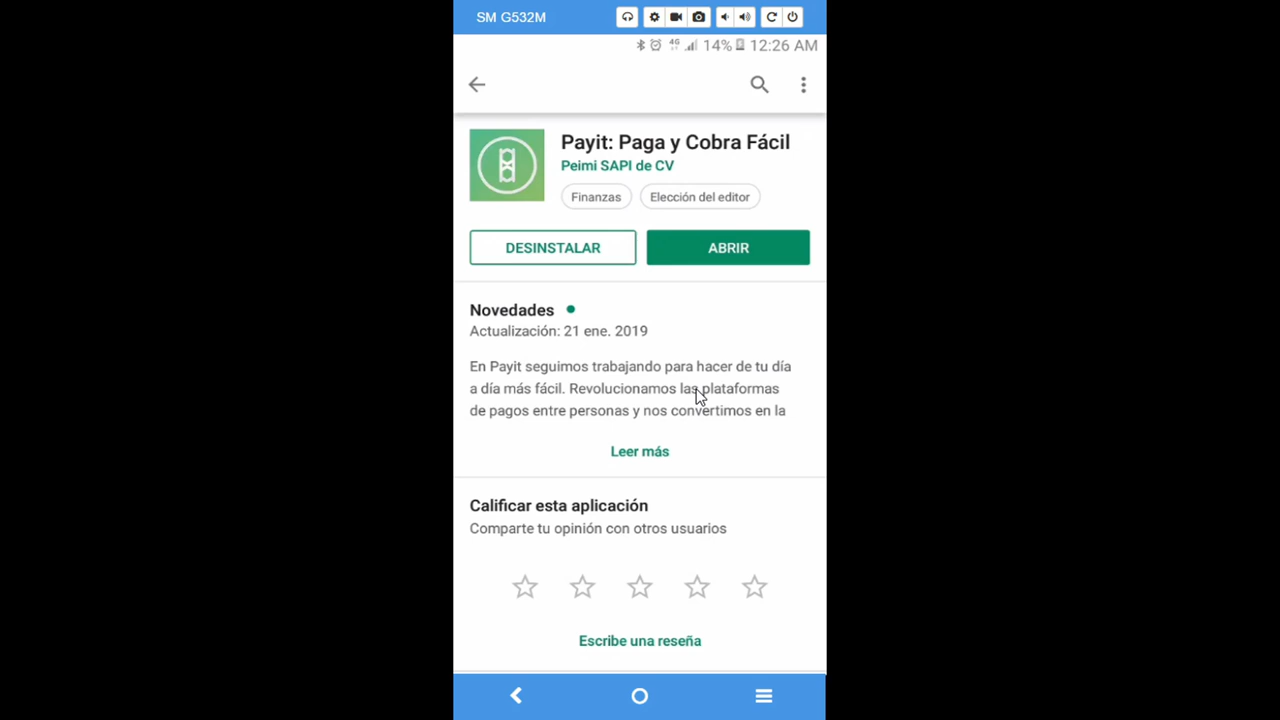 SM G532M
4G 14% 12:26 AM
Payit: Paga y Cobra Fácil
Peimi SAPI de CV
Finanzas Elección del editor
DESINSTALAR ABRIR
Novedades
Actualización: 21 ene. 2019
En Payit seguimos trabajando para hacer de tu día
a día más fácil. Revolucionamos las plataformas
de pagos entre personas y nos convertimos en la
Leer más
Calificar esta aplicación
Comparte tu opinión con otros usuarios
Escribe una reseña